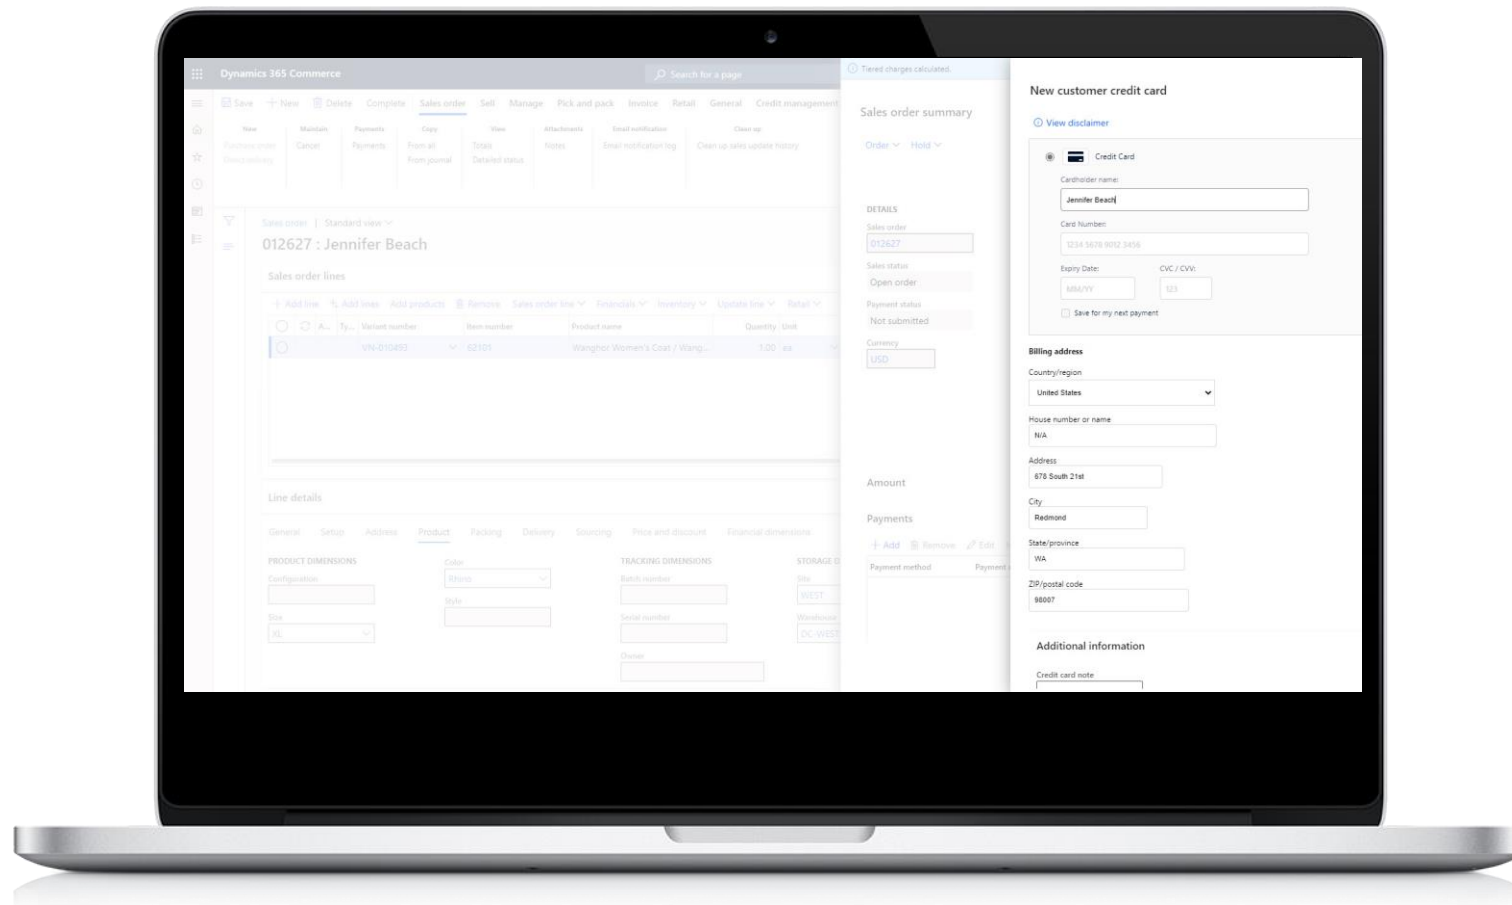 Dynamics 365 Commerce
Search for a page
Save New Delete Complete Sales order Sell Manage Pick and pack Invoice Retail General Credit management
New Maintain Payments Copy View Attachments Email notification Clean up
Cancel Payments From all Totals Notes Email notification log Clean up sales update history
From journal Detailed status
Sales order | Standard view
012627 : Jennifer Beach
Sales order lines
+ Add line Add lines Add products Remove Sales order line Financials Inventory Update line Retail
A... Ty... Variant number Item number Product name Quantity Unit
VN-010493 62101 Wanghor Women's Coat / Wang... 1.00 ea
Line details
General Setup Address Product Packing Delivery Sourcing Price and discount Financial dimensions
PRODUCT DIMENSIONS
Configuration
Size
XL
Color
Rhino
Style
TRACKING DIMENSIONS
Batch number
Serial number
Owner
STORAGE D
Site
WEST
Warehouse
DC-WEST
Tiered charges calculated.
Sales order summary
Order Hold
DETAILS
Sales order
012627
Sales status
Open order
Payment status
Not submitted
Currency
USD
Amount
Payments
+ Add Remove Edit
Payment method Payment
New customer credit card
View disclaimer
Credit Card
Cardholder name:
Jennifer Beach
Card Number:
1234 5678 9012 3456
Expiry Date: CVC / CVV:
MM/YY 123
Save for my next payment
Billing address
Country/region
United States
House number or name
N/A
Address
678 South 21st
City
Redmond
State/province
WA
ZIP/postal code
98007
Additional information
Credit card note